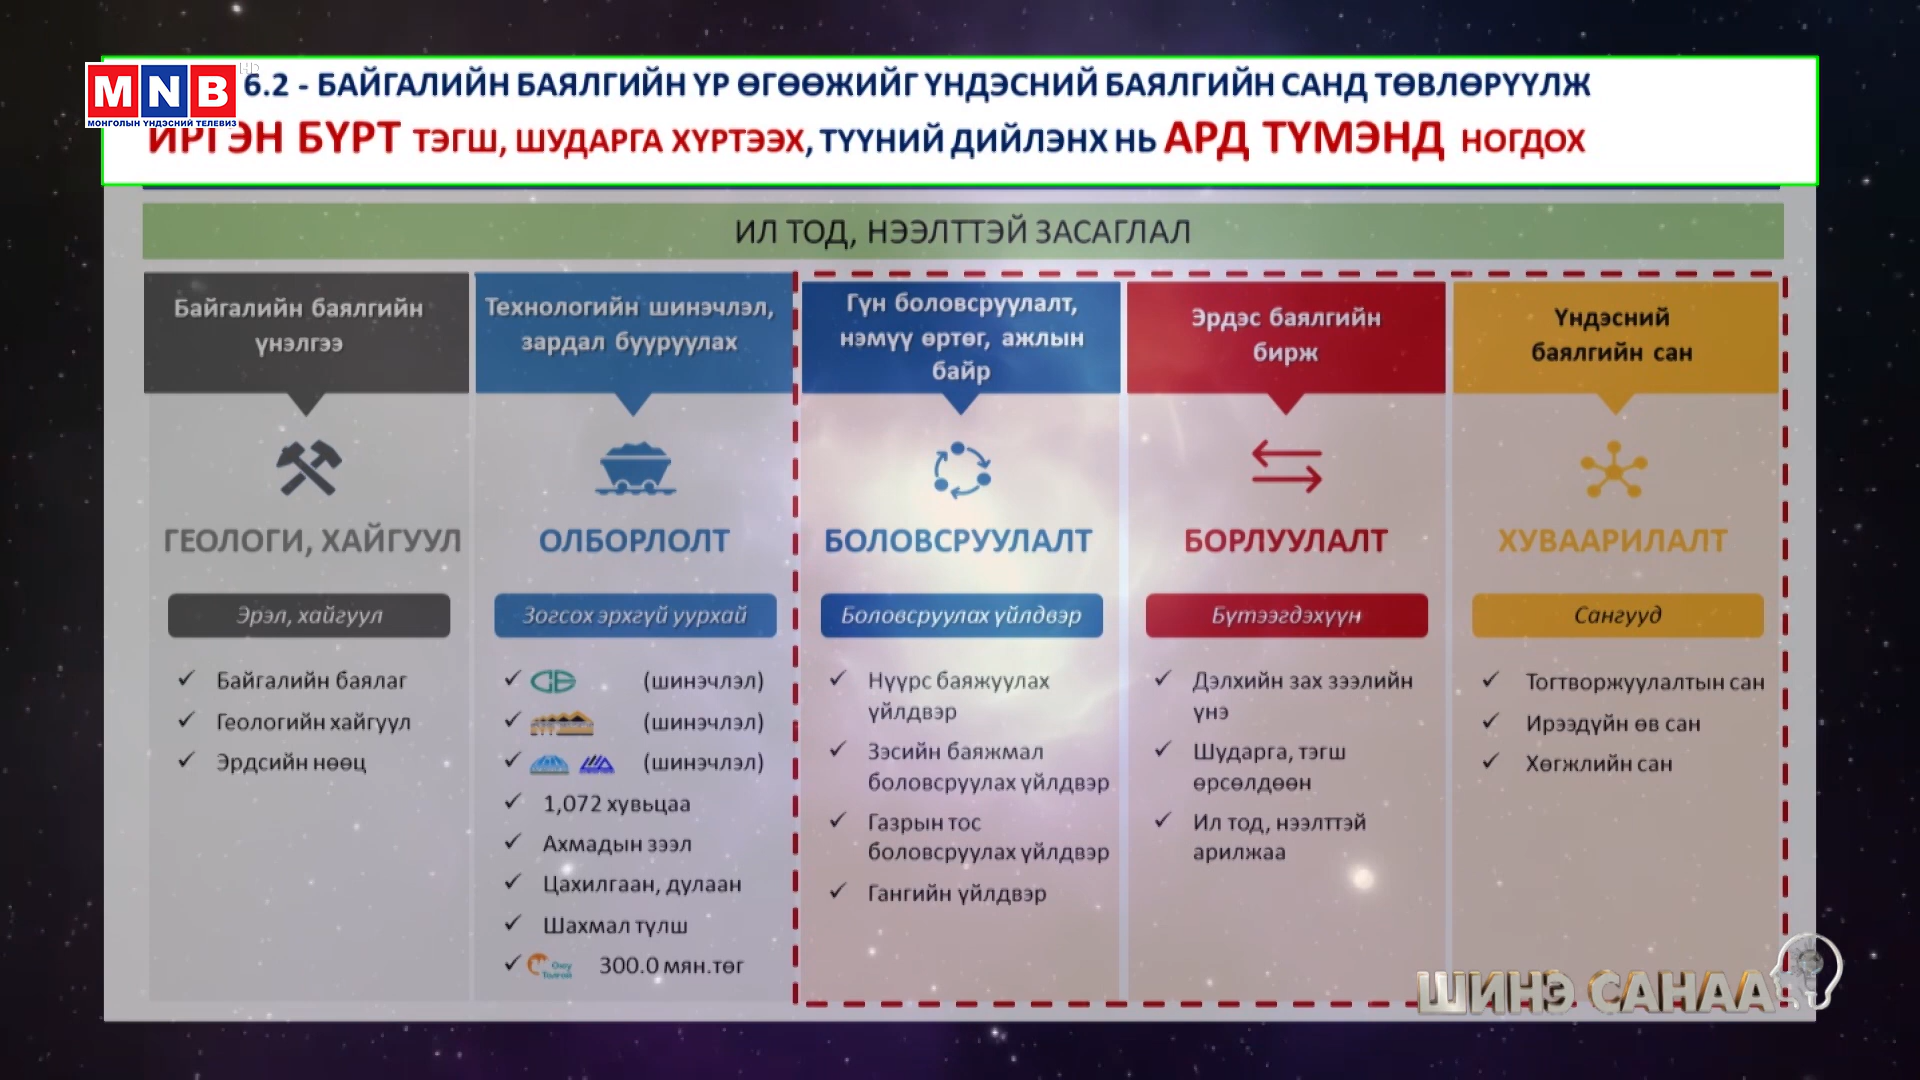 MNB HD
МОНГОЛЫН ҮНДЭСНИЙ ТЕЛЕВИЗ
6.2 - БАЙГАЛИЙН БАЯЛГИЙН ҮР ӨГӨӨЖИЙГ ҮНДЭСНИЙ БАЯЛГИЙН САНД ТӨВЛӨРҮҮЛЖ
ИРГЭН БҮРТ ТЭГШ, ШУДАРГА ХҮРТЭЭХ, ТҮҮНИЙ ДИЙЛЭНХ НЬ АРД ТҮМЭНД НОГДОХ
ИЛ ТОД, НЭЭЛТТЭЙ ЗАСАГЛАЛ
Байгалийн баялгийн
үнэлгээ
ГЕОЛОГИ, ХАЙГУУЛ
Эрэл, хайгуул
✓ Байгалийн баялаг
✓ Геологийн хайгуул
✓ Эрдсийн нөөц
Технологийн шинэчлэл,
зардал бууруулах
ОЛБОРЛОЛТ
Зогсох эрхгүй уурхай
✓ (шинэчлэл)
✓ (шинэчлэл)
✓ (шинэчлэл)
✓ 1,072 хувьцаа
✓ Ахмадын зээл
✓ Цахилгаан, дулаан
✓ Шахмал түлш
✓ Оюу
Толгой 300.0 мян.төг
Гүн боловсруулалт,
нэмүү өртөг, ажлын
байр
БОЛОВСРУУЛАЛТ
Боловсруулах үйлдвэр
✓ Нүүрс баяжуулах
үйлдвэр
✓ Зэсийн баяжмал
боловсруулах үйлдвэр
✓ Газрын тос
боловсруулах үйлдвэр
✓ Гангийн үйлдвэр
Эрдэс баялгийн
бирж
БОРЛУУЛАЛТ
Бүтээгдэхүүн
✓ Дэлхийн зах зээлийн
үнэ
✓ Шударга, тэгш
өрсөлдөөн
✓ Ил тод, нээлттэй
арилжаа
Үндэсний
баялгийн сан
ХУВААРИЛАЛТ
Сангууд
✓ Тогтворжуулалтын сан
✓ Ирээдүйн өв сан
✓ Хөгжлийн сан
ШИНЭ САНАА